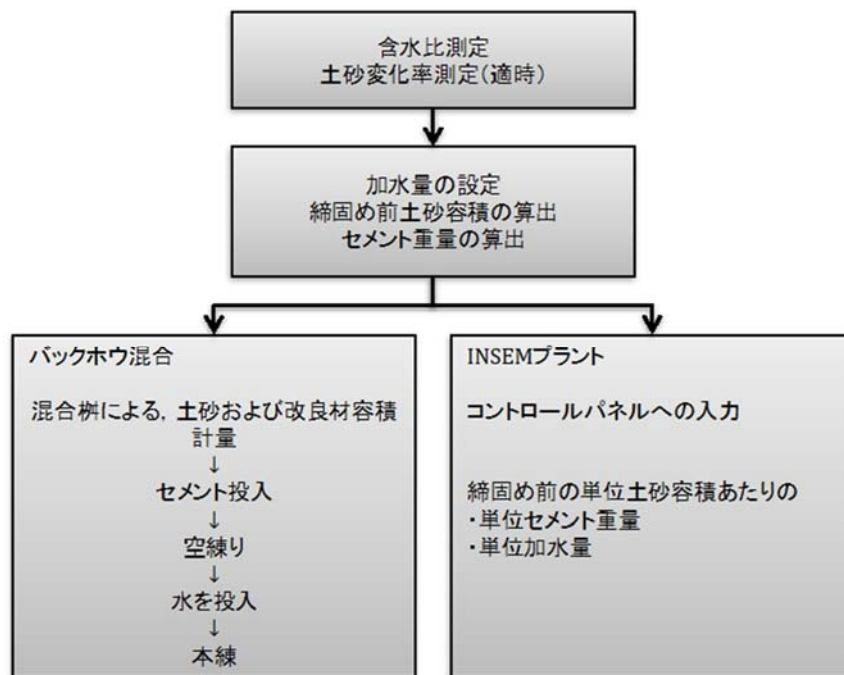 含水比測定
土砂変化率測定(適時)
加水量の設定
締固め前土砂容積の算出
セメント重量の算出
バックホウ混合
混合桝による, 土砂および改良材容積
計量
↓
セメント投入
↓
空練り
↓
水を投入
↓
本練
INSEMプラント
コントロールパネルへの入力
締固め前の単位土砂容積あたりの
・単位セメント重量
・単位加水量